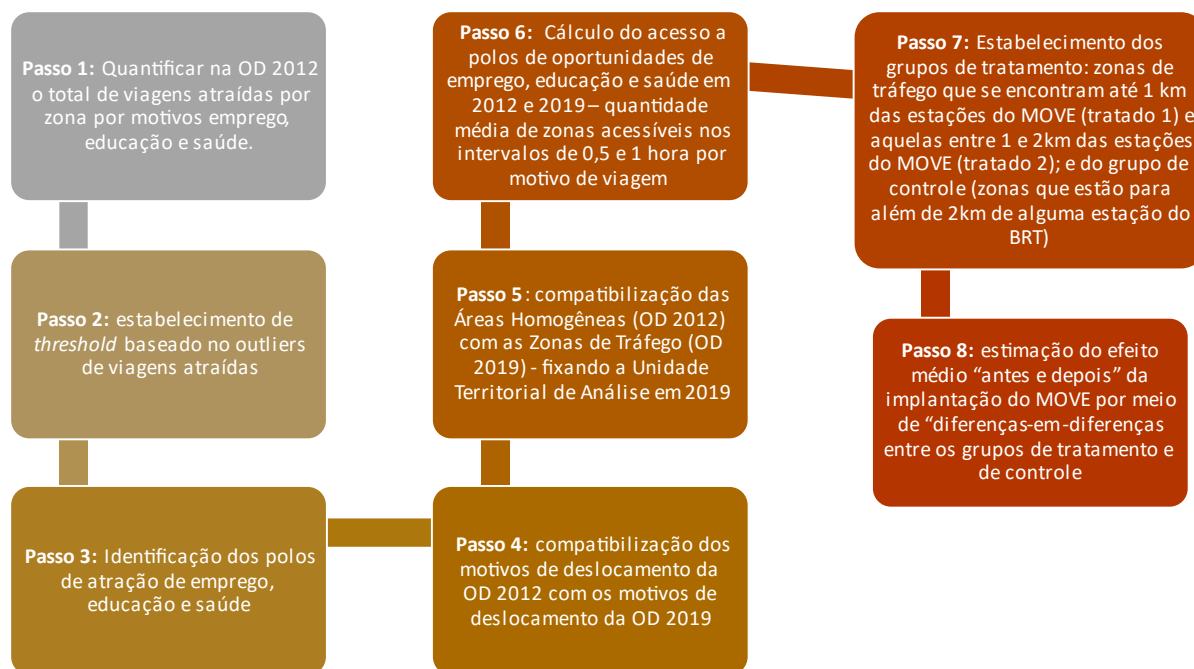 Passo 1: Quantificar na OD 2012
o total de viagens atraídas por
zona por motivos emprego,
educação e saúde.
Passo 2: estabelecimento de
threshold baseado no outliers
de viagens atraídas
Passo 3: Identificação dos polos
de atração de emprego,
educação e saúde
Passo 4: compatibilização dos
motivos de deslocamento da
OD 2012 com os motivos de
deslocamento da OD 2019
Passo 5 : compatibilização das
Áreas Homogêneas (OD 2012)
com as Zonas de Tráfego (OD
2019) - fixando a Unidade
Territorial de Análise em 2019
Passo 6: Cálculo do acesso a
polos de oportunidades de
emprego, educação e saúde em
2012 e 2019 – quantidade
média de zonas acessíveis nos
intervalos de 0,5 e 1 hora por
motivo de viagem
Passo 7: Estabelecimento dos
grupos de tratamento: zonas de
tráfego que se encontram até 1 km
das estações do MOVE (tratado 1) e
aquelas entre 1 e 2km das estações
do MOVE (tratado 2); e do grupo de
controle (zonas que estão para
além de 2km de alguma estação do
BRT)
Passo 8: estimação do efeito
médio “antes e depois” da
implantação do MOVE por meio
de “diferenças-em-diferenças
entre os grupos de tratamento e
de controle